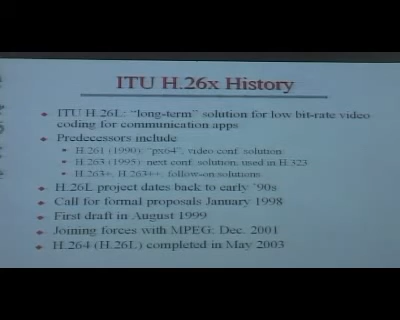 ITU H.26x History
ITU H.26L: "long-term" solution for low bit-rate video
coding for communication apps
Predecessors include
H.261 (1990): "px64", video conf. solution
H.263 (1995): next conf. solution, used in H.323
H.263+, H.263++, follow-on solutions
H.26L project dates back to early '90s
Call for formal proposals January 1998
First draft in August 1999
Joining forces with MPEG: Dec. 2001
H.264 (H.26L) completed in May 2003